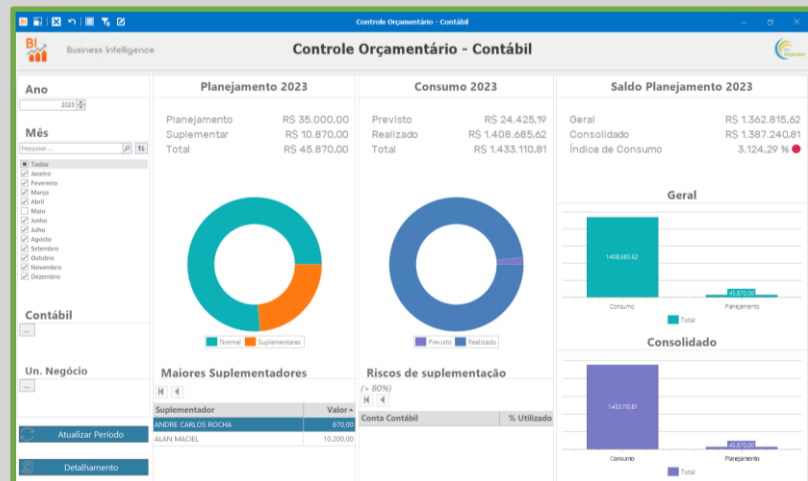 Controle Orçamentário - Contábil
BI
Business Intelligence
Controle Orçamentário - Contábil
Ano
2023
Mês
Pesquisar...
Todos
Janeiro
Fevereiro
Março
Abril
Maio
Junho
Julho
Agosto
Setembro
Outubro
Novembro
Dezembro
Contábil
...
Un. Negócio
...
Atualizar Período
Detalhamento
Planejamento 2023
Planejamento R$ 35.000,00
Suplementar R$ 10.870,00
Total R$ 45.870,00
Normal Suplementares
Maiores Suplementadores
Suplementador Valor
ANDRE CARLOS ROCHA 670,00
ALAN MACIEL 10.200,00
Consumo 2023
Previsto R$ 24.425,19
Realizado R$ 1.408.685,62
Total R$ 1.433.110,81
Previsto Realizado
Riscos de suplementação
(> 80%)
Conta Contábil % Utilizado
Saldo Planejamento 2023
Geral R$ 1.362.815,62
Consolidado R$ 1.387.240,81
Índice de Consumo 3.124,29 %
Geral
1.408.685,62
45.870,00
Consumo Planejamento
Total
Consolidado
1.433.110,81
45.870,00
Consumo Planejamento
Total